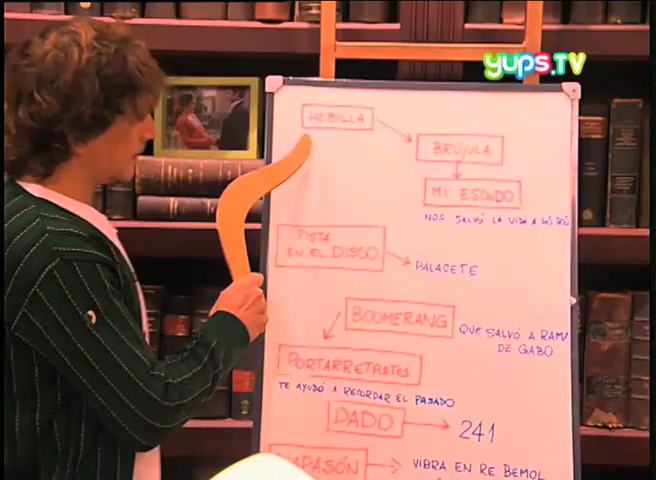 yups.TV
HEBILLA
BRÚJULA
MI ESCUDO
NOS SALVÓ LA VIDA A LOS DOS
PISTA
EN EL DISCO
PALACETE
BOOMERANG
QUE SALVÓ A RAMA
DE GABO
PORTARRETRATOS
TE AYUDÓ A RECORDAR EL PASADO
DADO
241
DIAPASÓN
VIBRA EN RE BEMOL